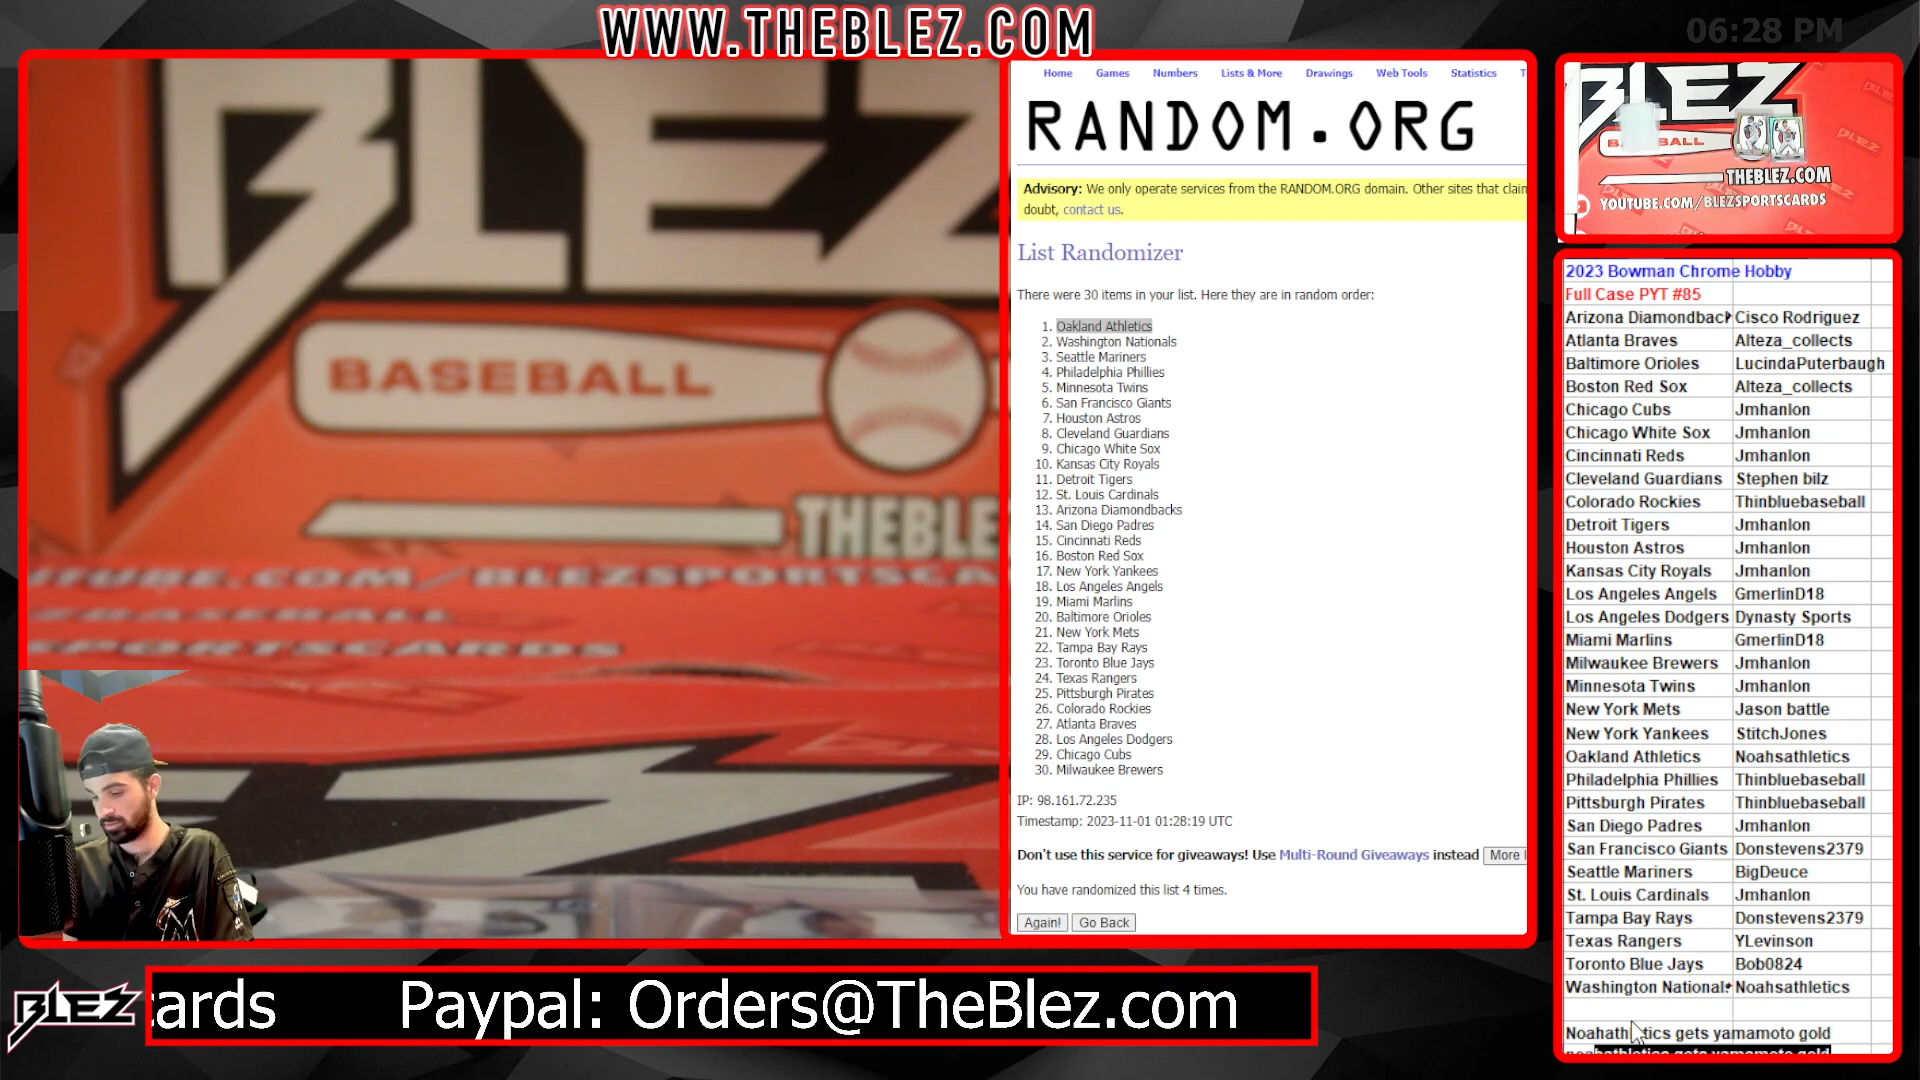 WWW.THEBLEZ.COM
06:28 PM
BLEZ
BASEBALL
THEBLE
Home Games Numbers Lists & More Drawings Web Tools Statistics T
RANDOM.ORG
Advisory: We only operate services from the RANDOM.ORG domain. Other sites that claim
doubt, contact us.
List Randomizer
There were 30 items in your list. Here they are in random order:
1. Oakland Athletics
2. Washington Nationals
3. Seattle Mariners
4. Philadelphia Phillies
5. Minnesota Twins
6. San Francisco Giants
7. Houston Astros
8. Cleveland Guardians
9. Chicago White Sox
10. Kansas City Royals
11. Detroit Tigers
12. St. Louis Cardinals
13. Arizona Diamondbacks
14. San Diego Padres
15. Cincinnati Reds
16. Boston Red Sox
17. New York Yankees
18. Los Angeles Angels
19. Miami Marlins
20. Baltimore Orioles
21. New York Mets
22. Tampa Bay Rays
23. Toronto Blue Jays
24. Texas Rangers
25. Pittsburgh Pirates
26. Colorado Rockies
27. Atlanta Braves
28. Los Angeles Dodgers
29. Chicago Cubs
30. Milwaukee Brewers
IP: 98.161.72.235
Timestamp: 2023-11-01 01:28:19 UTC
Don't use this service for giveaways! Use Multi-Round Giveaways instead More I
You have randomized this list 4 times.
Again! Go Back
BLEZ
THEBLEZ.COM
YOUTUBE.COM/BLEZSPORTSCARDS
2023 Bowman Chrome Hobby
Full Case PYT #85
Arizona Diamondback Cisco Rodriguez
Atlanta Braves Alteza_collects
Baltimore Orioles LucindaPuterbaugh
Boston Red Sox Alteza_collects
Chicago Cubs Jmhanlon
Chicago White Sox Jmhanlon
Cincinnati Reds Jmhanlon
Cleveland Guardians Stephen bilz
Colorado Rockies Thinbluebaseball
Detroit Tigers Jmhanlon
Houston Astros Jmhanlon
Kansas City Royals Jmhanlon
Los Angeles Angels GmerlinD18
Los Angeles Dodgers Dynasty Sports
Miami Marlins GmerlinD18
Milwaukee Brewers Jmhanlon
Minnesota Twins Jmhanlon
New York Mets Jason battle
New York Yankees StitchJones
Oakland Athletics Noahsathletics
Philadelphia Phillies Thinbluebaseball
Pittsburgh Pirates Thinbluebaseball
San Diego Padres Jmhanlon
San Francisco Giants Donstevens2379
Seattle Mariners BigDeuce
St. Louis Cardinals Jmhanlon
Tampa Bay Rays Donstevens2379
Texas Rangers YLevinson
Toronto Blue Jays Bob0824
Washington National Noahsathletics
Noahathletics gets yamamoto gold
BLEZ
cards Paypal: Orders@TheBlez.com